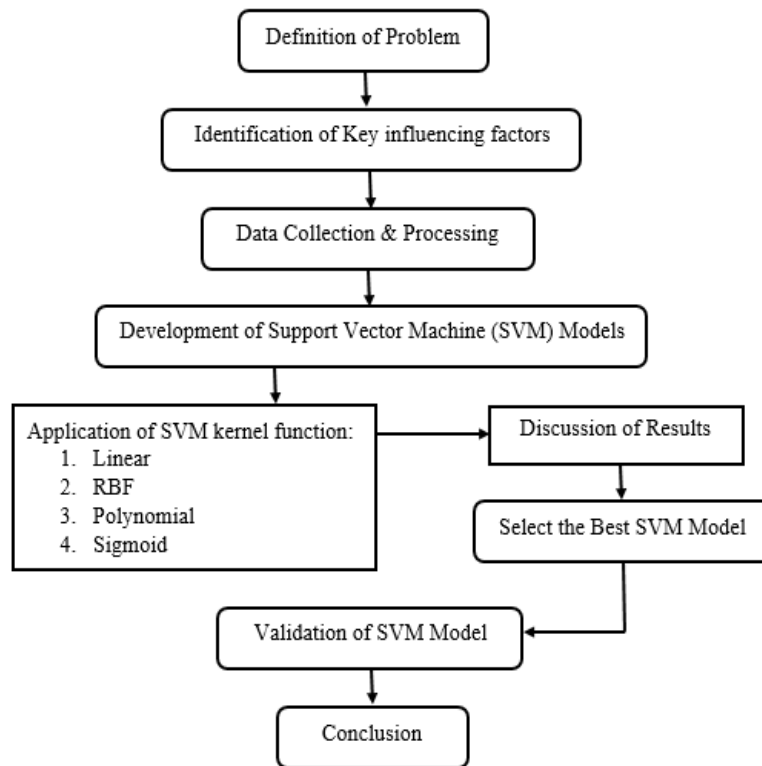 Definition of Problem
Identification of Key influencing factors
Data Collection & Processing
Development of Support Vector Machine (SVM) Models
Application of SVM kernel function:
1. Linear
2. RBF
3. Polynomial
4. Sigmoid
Discussion of Results
Select the Best SVM Model
Validation of SVM Model
Conclusion